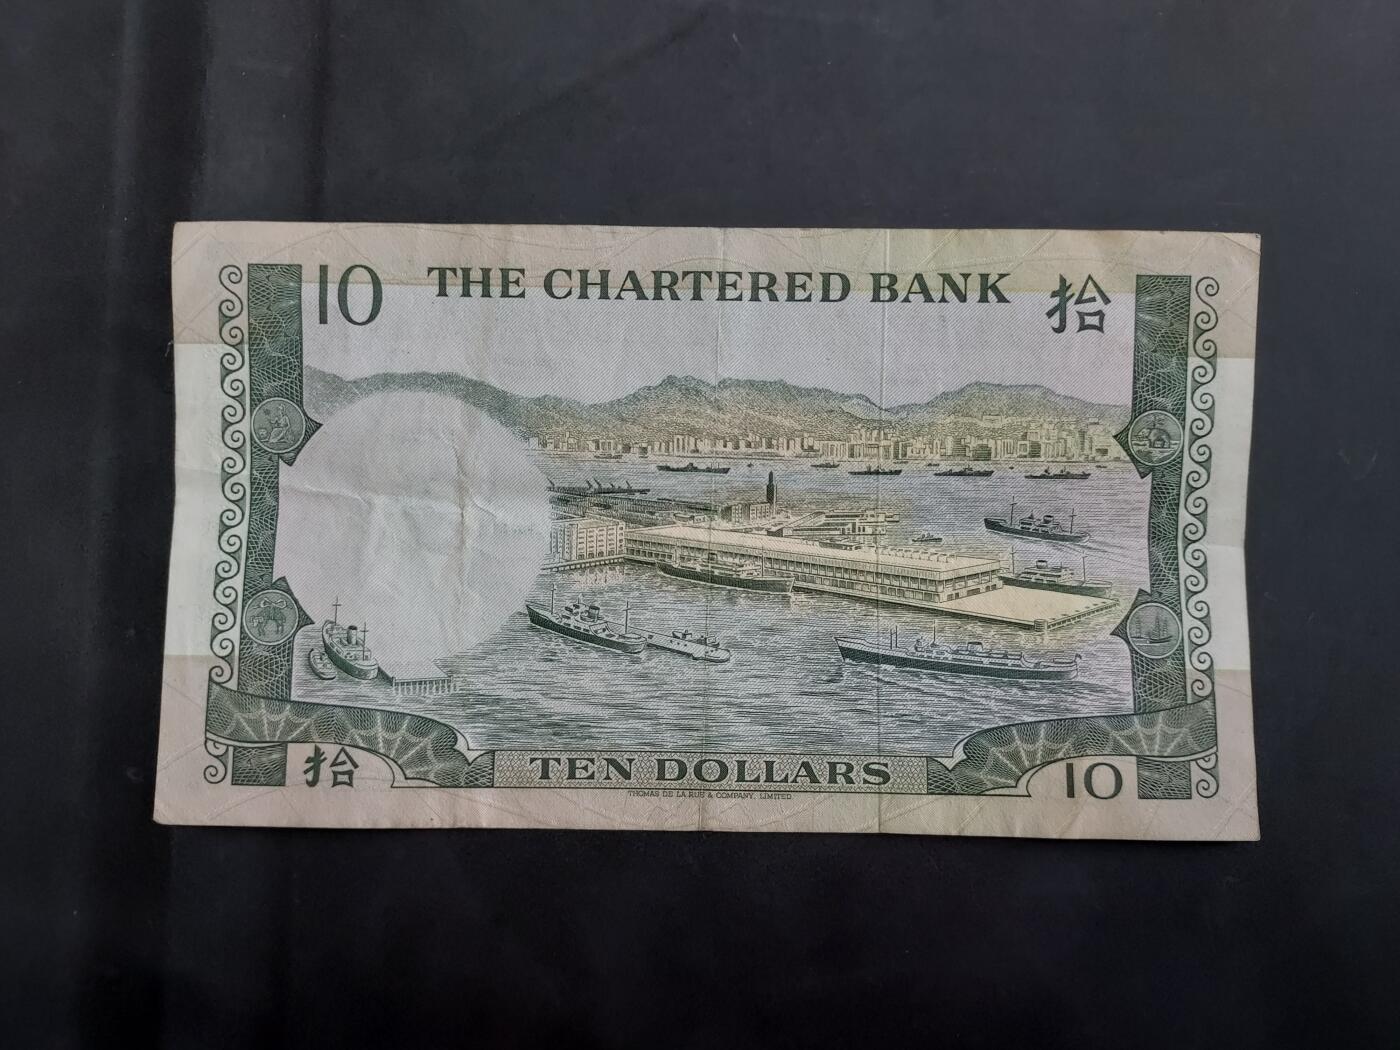 10 THE CHARTERED BANK 拾
拾 TEN DOLLARS 10
THOMAS DE LA RUE & COMPANY, LIMITED.